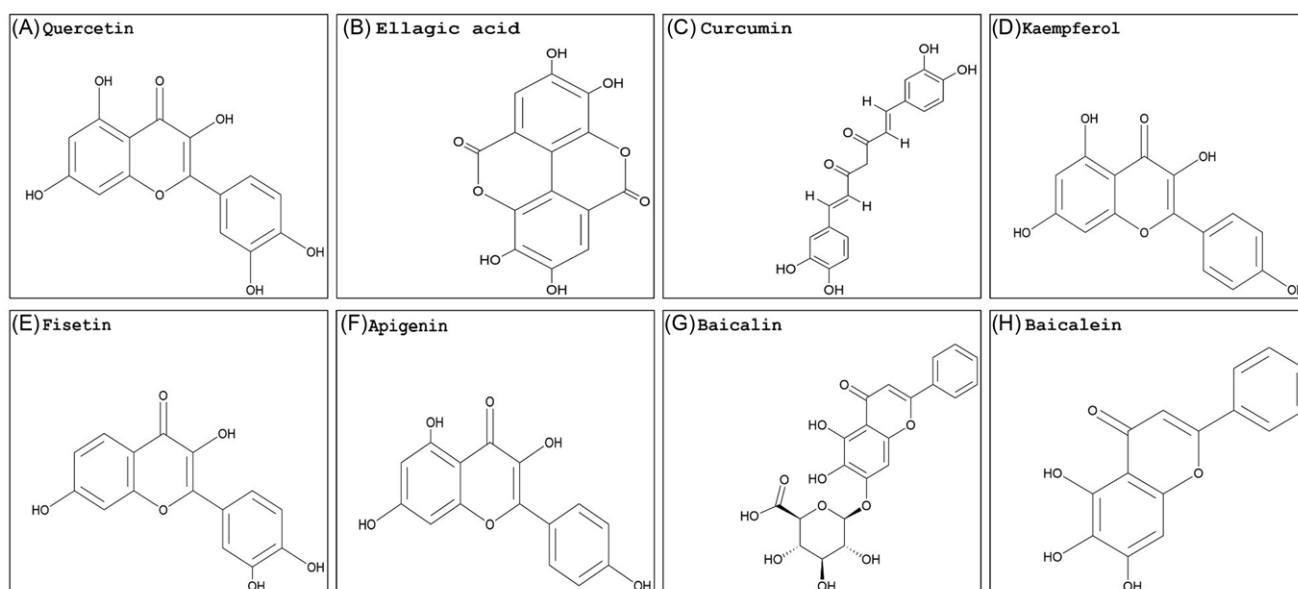 (A) Quercetin
OH
O
OH
HO
O
OH
OH
(B) Ellagic acid
OH
OH
O
O
O
O
HO
OH
(C) Curcumin
HO
OH
H
H
O
O
H
H
HO
OH
(D) Kaempferol
OH
O
OH
HO
O
OH
(E) Fisetin
O
OH
HO
O
OH
OH
(F) Apigenin
OH
O
OH
HO
O
OH
(G) Baicalin
O
HO
O
HO
O
O
HO
O
HO
OH
OH
(H) Baicalein
O
HO
O
HO
OH